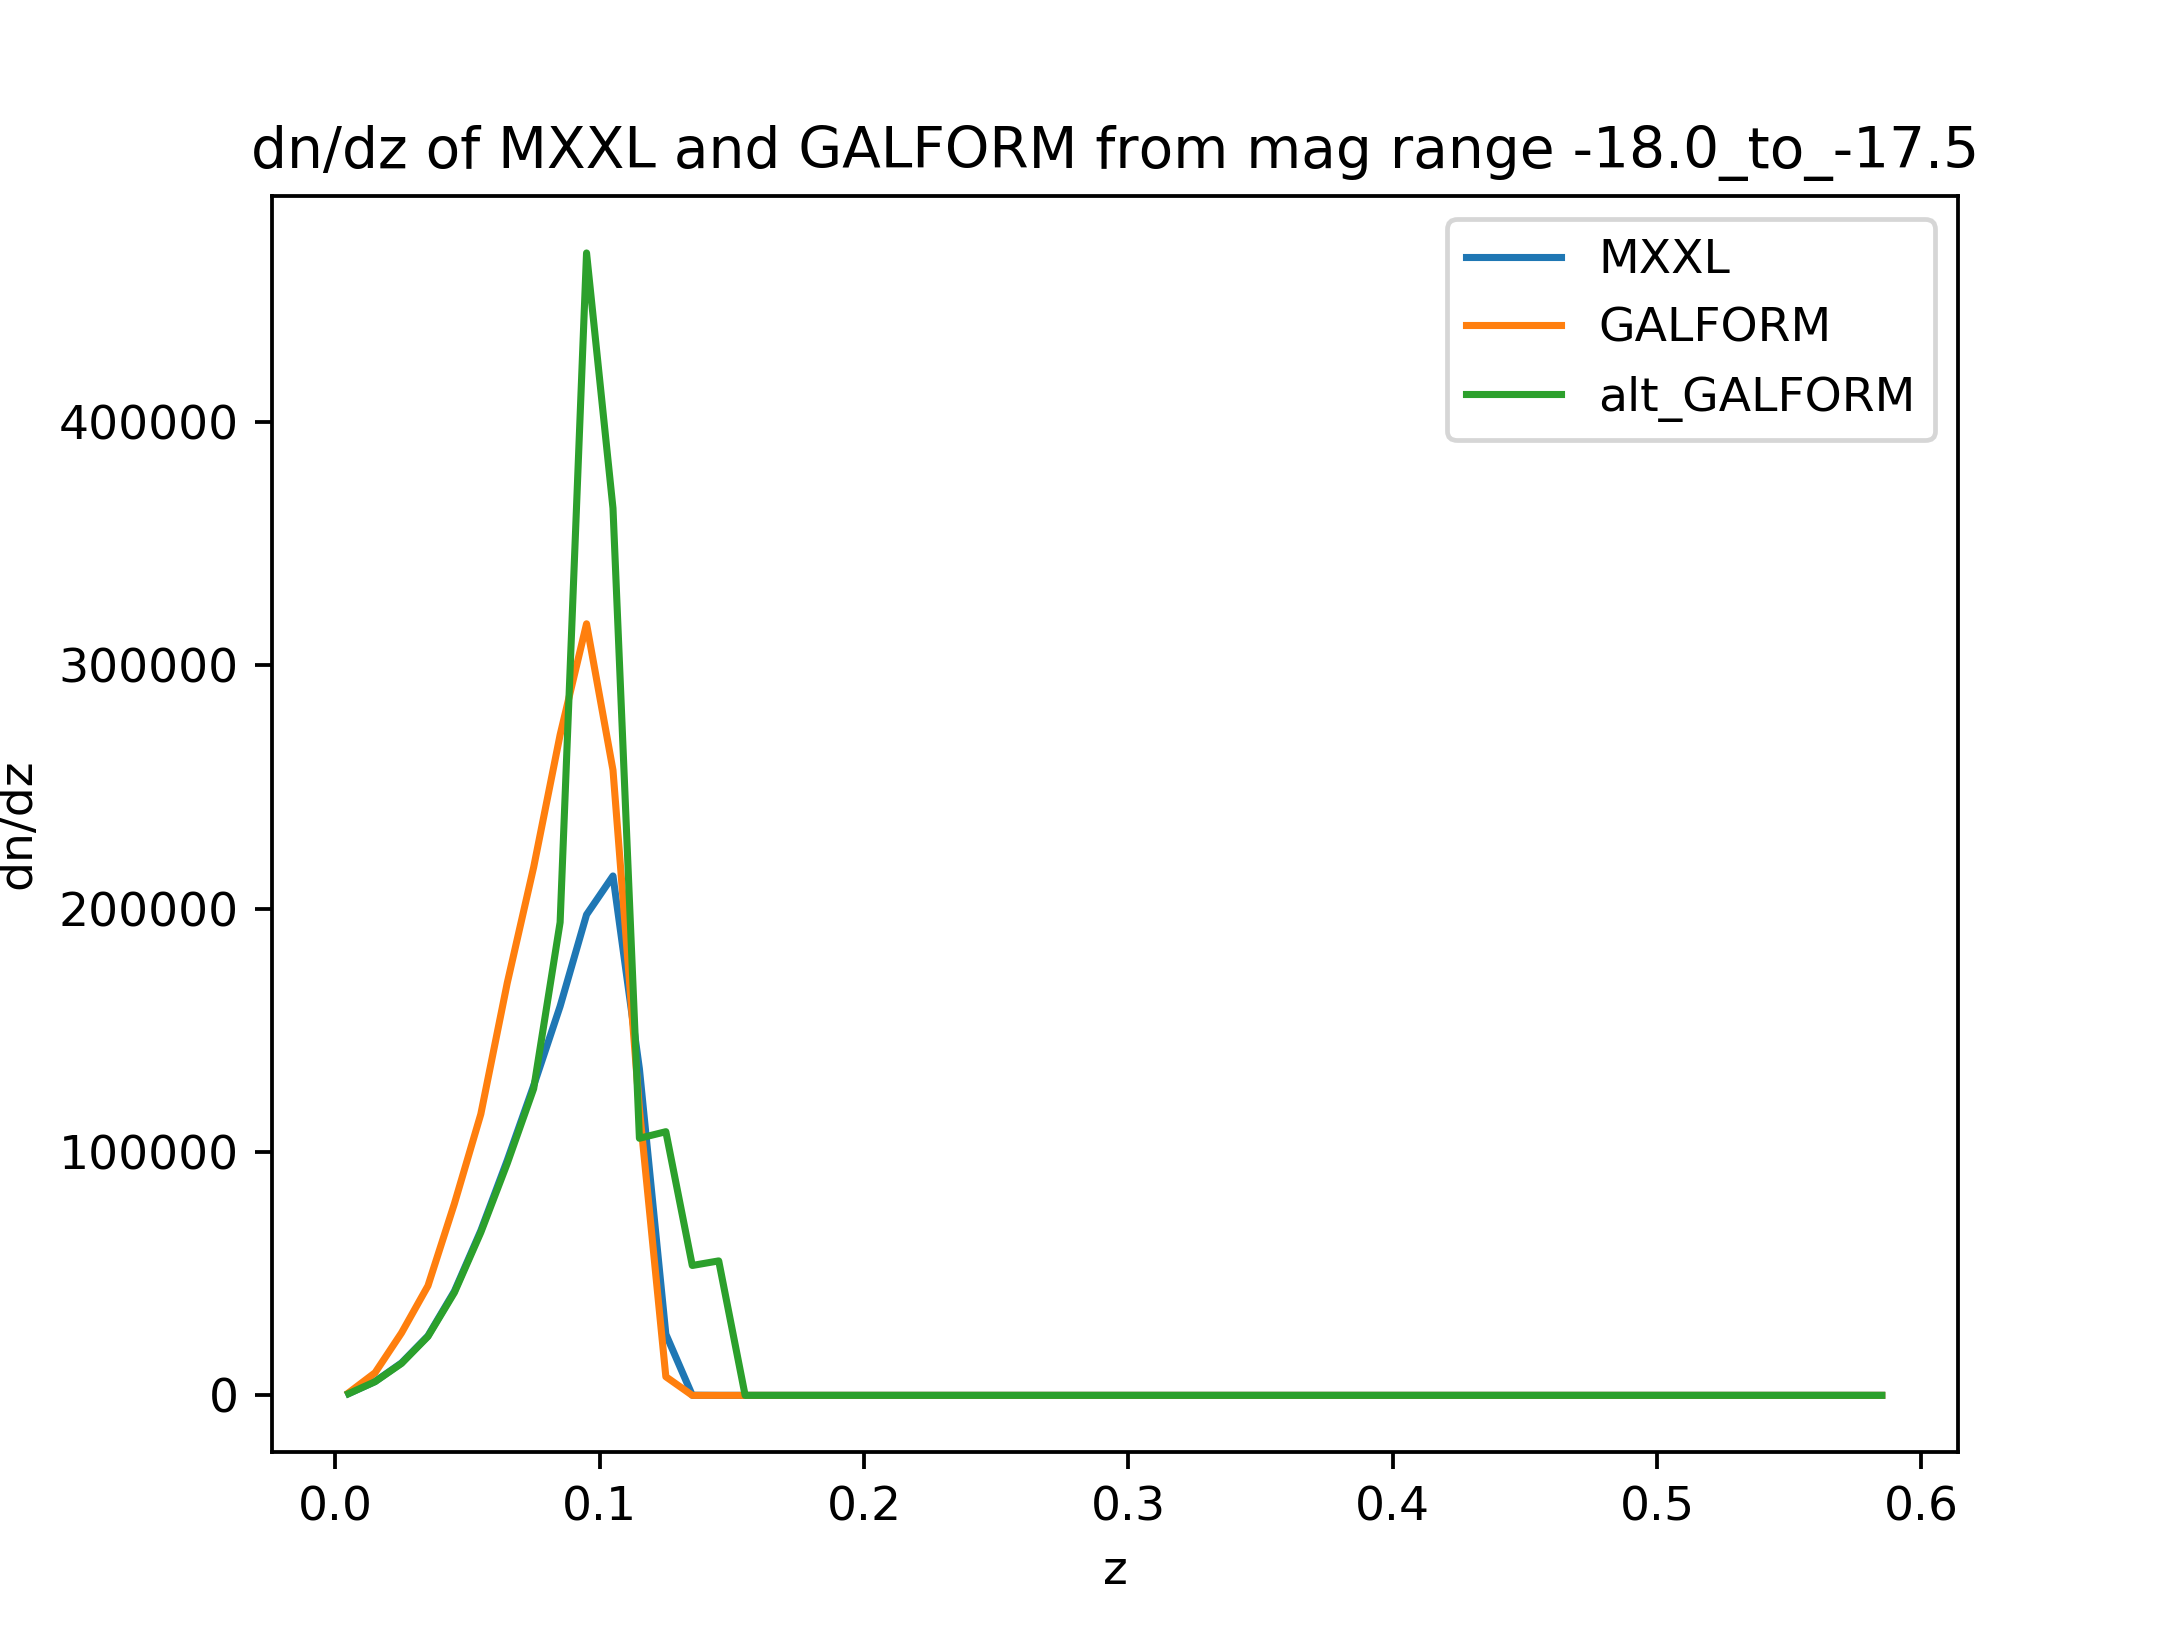 dn/dz of MXXL and GALFORM from mag range -18.0_to_-17.5
MXXL
GALFORM
alt_GALFORM
400000
300000
200000
100000
0
dn/dz
0.0 0.1 0.2 0.3 0.4 0.5 0.6
z